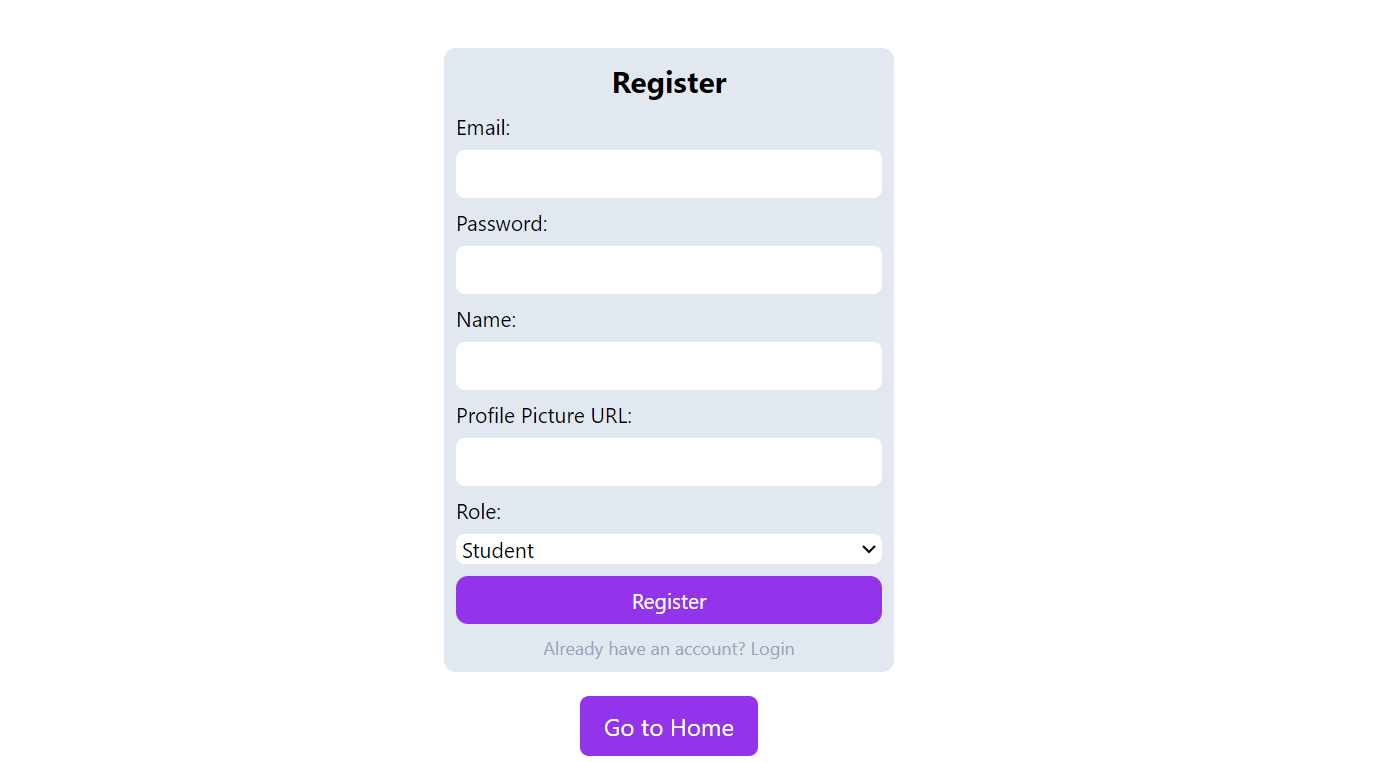 Register
Email:
Password:
Name:
Profile Picture URL:
Role:
Student
Register
Already have an account? Login
Go to Home